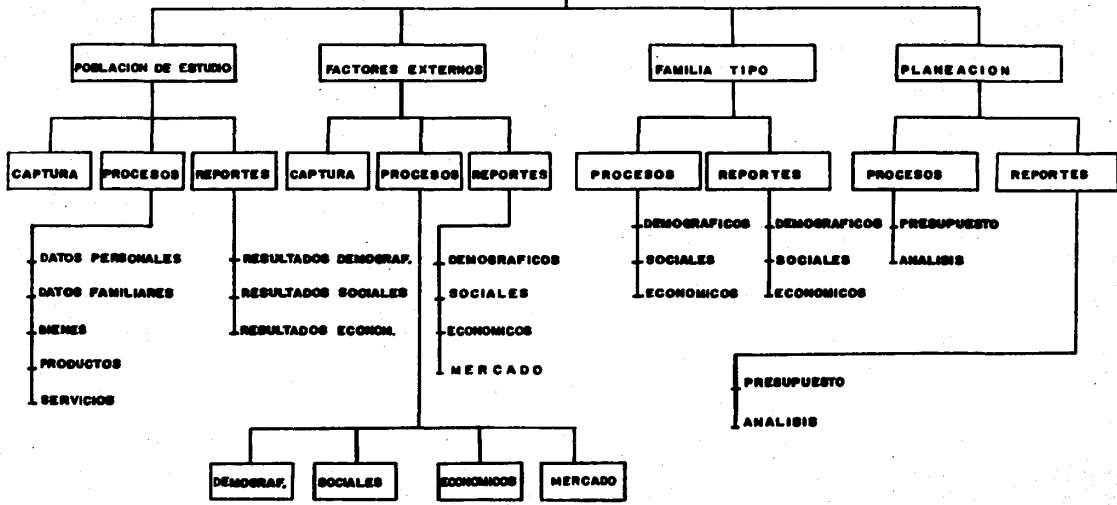 POBLACION DE ESTUDIO
FACTORES EXTERNOS
FAMILIA TIPO
PLANEACION
CAPTURA
PROCESOS
REPORTES
CAPTURA
PROCESOS
REPORTES
PROCESOS
REPORTES
PROCESOS
REPORTES
DATOS PERSONALES
DATOS FAMILIARES
BIENES
PRODUCTOS
SERVICIOS
RESULTADOS DEMOGRAF.
RESULTADOS SOCIALES
RESULTADOS ECONOM.
DEMOGRAFICOS
SOCIALES
ECONOMICOS
MERCADO
DEMOGRAFICOS
SOCIALES
ECONOMICOS
DEMOGRAFICOS
SOCIALES
ECONOMICOS
PRESUPUESTO
ANALISIS
PRESUPUESTO
ANALISIS
DEMOGRAF.
SOCIALES
ECONOMICOS
MERCADO